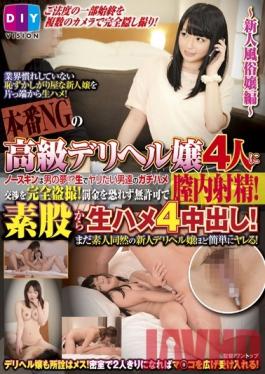 DIY
VISION
ご法度の一部始終を
複数のカメラで完全隠し撮り!
~新人風俗嬢編~
業界慣れしていない
恥ずかしがり屋な新人嬢を
片っ端から生ハメ!
本番NGの
高級デリヘル嬢4人に
ノースキンは男の夢?生でヤリたい男達のガチハメ
交渉を完全盗撮!罰金を恐れず無許可で
膣内射精!
素股から生ハメ4中出し!
まだ素人同然の新人デリヘル嬢ほど簡単にヤレる!
デリヘル嬢も所詮はメス!密室で2人きりになればマ〇コを広げ受け入れる!